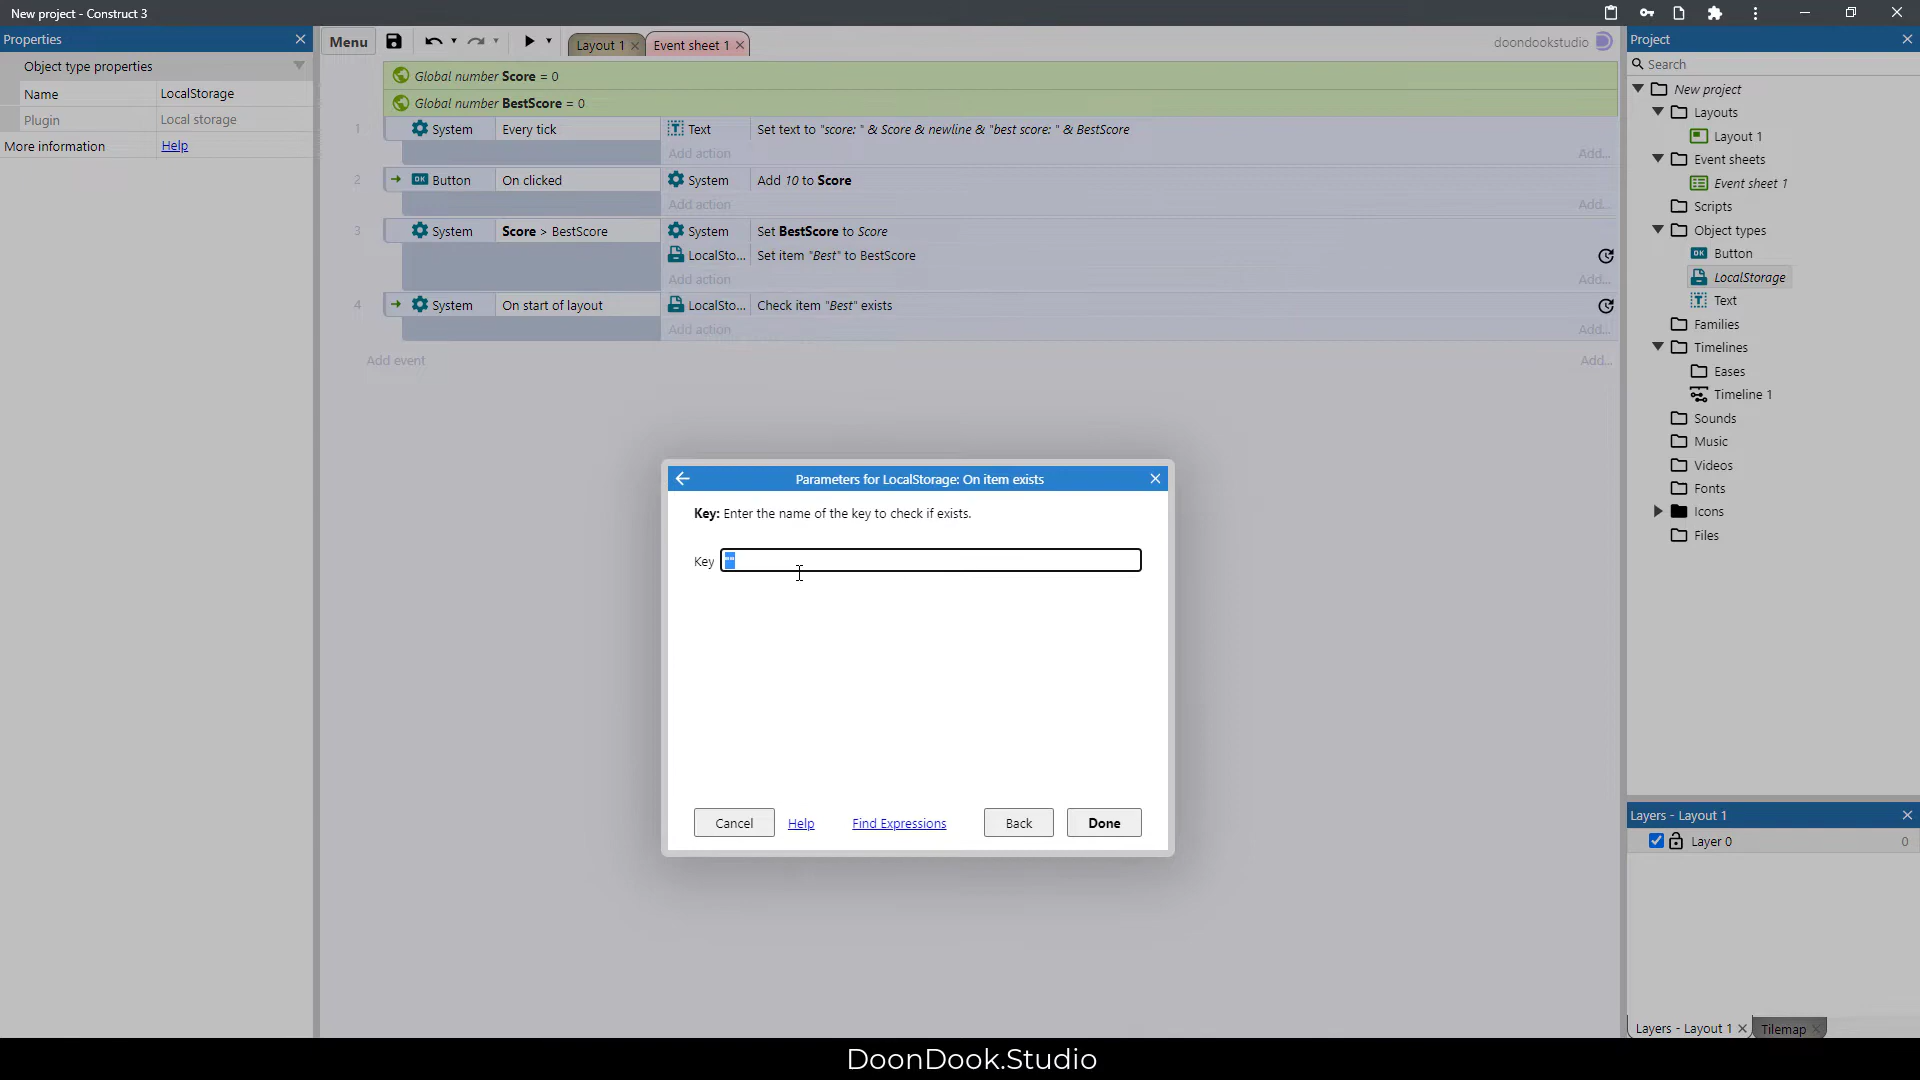 New project - Construct 3
Properties
Object type properties
Name LocalStorage
Plugin Local storage
More information Help
Menu
Layout 1
Event sheet 1
doondookstudio
Global number Score = 0
Global number BestScore = 0
1 System Every tick Text Set text to "score: " & Score & newline & "best score: " & BestScore
Add action Add...
2 Button On clicked System Add 10 to Score
Add action Add...
3 System Score > BestScore System Set BestScore to Score
LocalSto... Set item "Best" to BestScore
Add action Add...
4 System On start of layout LocalSto... Check item "Best" exists
Add action Add...
Add event Add...
Parameters for LocalStorage: On item exists
Key: Enter the name of the key to check if exists.
Key ""
Cancel Help Find Expressions Back Done
Project
Search
New project
Layouts
Layout 1
Event sheets
Event sheet 1
Scripts
Object types
Button
LocalStorage
Text
Families
Timelines
Eases
Timeline 1
Sounds
Music
Videos
Fonts
Icons
Files
Layers - Layout 1
Layer 0 0
Layers - Layout 1 Tilemap
DoonDook.Studio